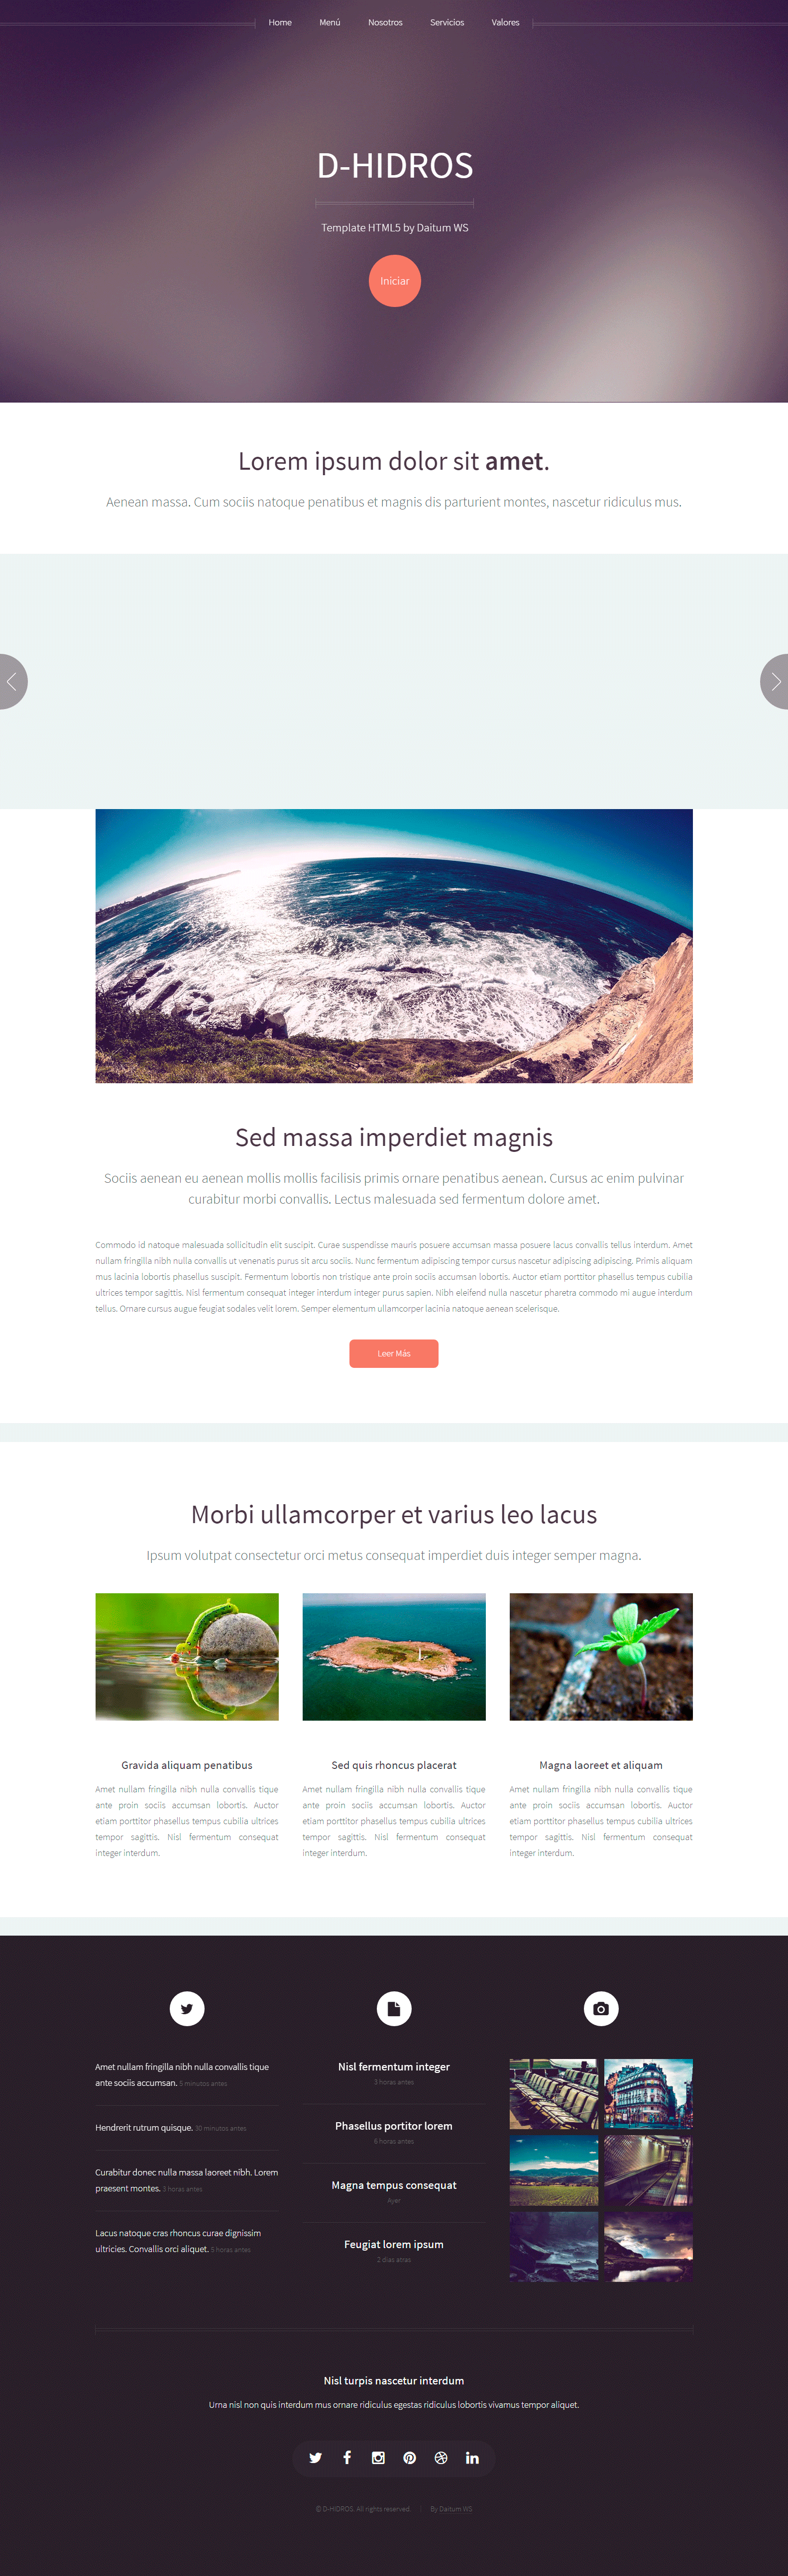 Home Menú Nosotros Servicios Valores
D-HIDROS
Template HTML5 by Daitum WS
Iniciar
Lorem ipsum dolor sit amet.
Aenean massa. Cum sociis natoque penatibus et magnis dis parturient montes, nascetur ridiculus mus.
Sed massa imperdiet magnis
Sociis aenean eu aenean mollis mollis facilisis primis ornare penatibus aenean. Cursus ac enim pulvinar
curabitur morbi convallis. Lectus malesuada sed fermentum dolore amet.
Commodo id natoque malesuada sollicitudin elit suscipit. Curae suspendisse mauris posuere accumsan massa posuere lacus convallis tellus interdum. Amet
nullam fringilla nibh nulla convallis ut venenatis purus sit arcu sociis. Nunc fermentum adipiscing tempor cursus nascetur adipiscing adipiscing. Primis aliquam
mus lacinia lobortis phasellus suscipit. Fermentum lobortis non tristique ante proin sociis accumsan lobortis. Auctor etiam porttitor phasellus tempus cubilia
ultrices tempor sagittis. Nisl fermentum consequat integer interdum integer purus sapien. Nibh eleifend nulla nascetur pharetra commodo mi augue interdum
tellus. Ornare cursus augue feugiat sodales velit lorem. Semper elementum ullamcorper lacinia natoque aenean scelerisque.
Leer Más
Morbi ullamcorper et varius leo lacus
Ipsum volutpat consectetur orci metus consequat imperdiet duis integer semper magna.
Gravida aliquam penatibus
Amet nullam fringilla nibh nulla convallis tique
ante proin sociis accumsan lobortis. Auctor
etiam porttitor phasellus tempus cubilia ultrices
tempor sagittis. Nisl fermentum consequat
integer interdum.
Sed quis rhoncus placerat
Amet nullam fringilla nibh nulla convallis tique
ante proin sociis accumsan lobortis. Auctor
etiam porttitor phasellus tempus cubilia ultrices
tempor sagittis. Nisl fermentum consequat
integer interdum.
Magna laoreet et aliquam
Amet nullam fringilla nibh nulla convallis tique
ante proin sociis accumsan lobortis. Auctor
etiam porttitor phasellus tempus cubilia ultrices
tempor sagittis. Nisl fermentum consequat
integer interdum.
Amet nullam fringilla nibh nulla convallis tique
ante sociis accumsan. 5 minutos antes
Hendrerit rutrum quisque. 30 minutos antes
Curabitur donec nulla massa laoreet nibh. Lorem
praesent montes. 3 horas antes
Lacus natoque cras rhoncus curae dignissim
ultricies. Convallis orci aliquet. 5 horas antes
Nisl fermentum integer
3 horas antes
Phasellus portitor lorem
6 horas antes
Magna tempus consequat
Ayer
Feugiat lorem ipsum
2 dias atras
Nisl turpis nascetur interdum
Urna nisl non quis interdum mus ornare ridiculus egestas ridiculus lobortis vivamus tempor aliquet.
© D-HIDROS. All rights reserved. By Daitum WS